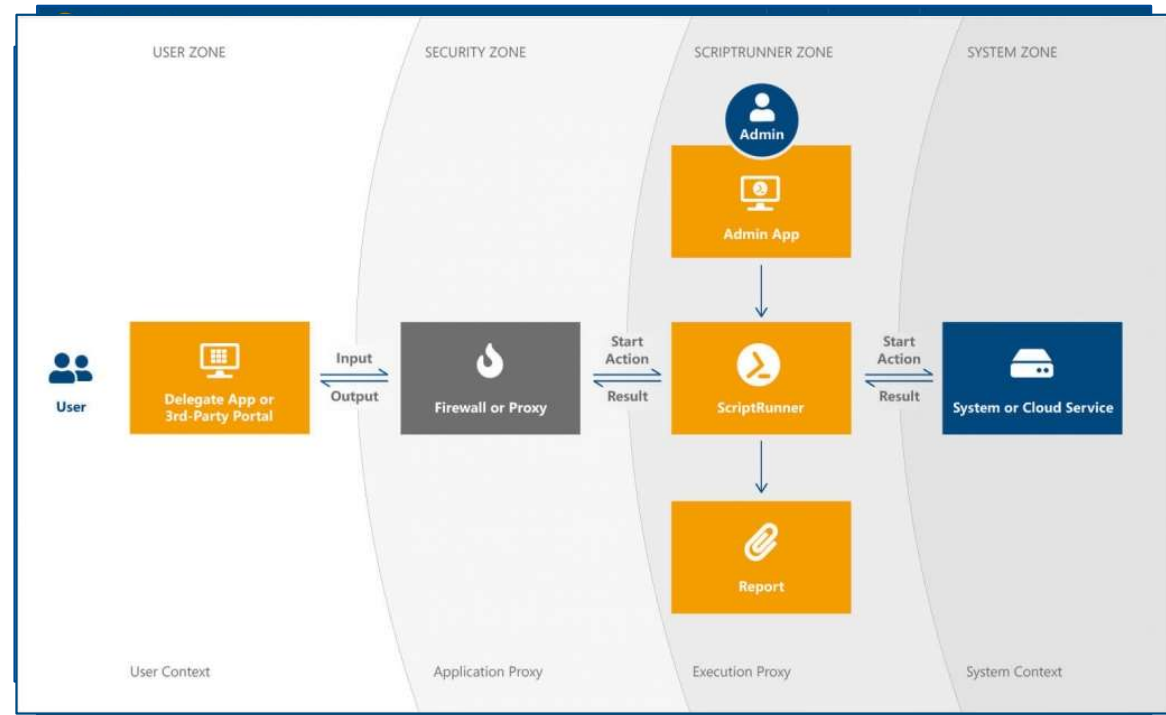 USER ZONE
SECURITY ZONE
SCRIPTRUNNER ZONE
SYSTEM ZONE
Admin
Admin App
User
Delegate App or
3rd-Party Portal
Input
Output
Firewall or Proxy
Start
Action
Result
ScriptRunner
Start
Action
Result
System or Cloud Service
Report
User Context
Application Proxy
Execution Proxy
System Context